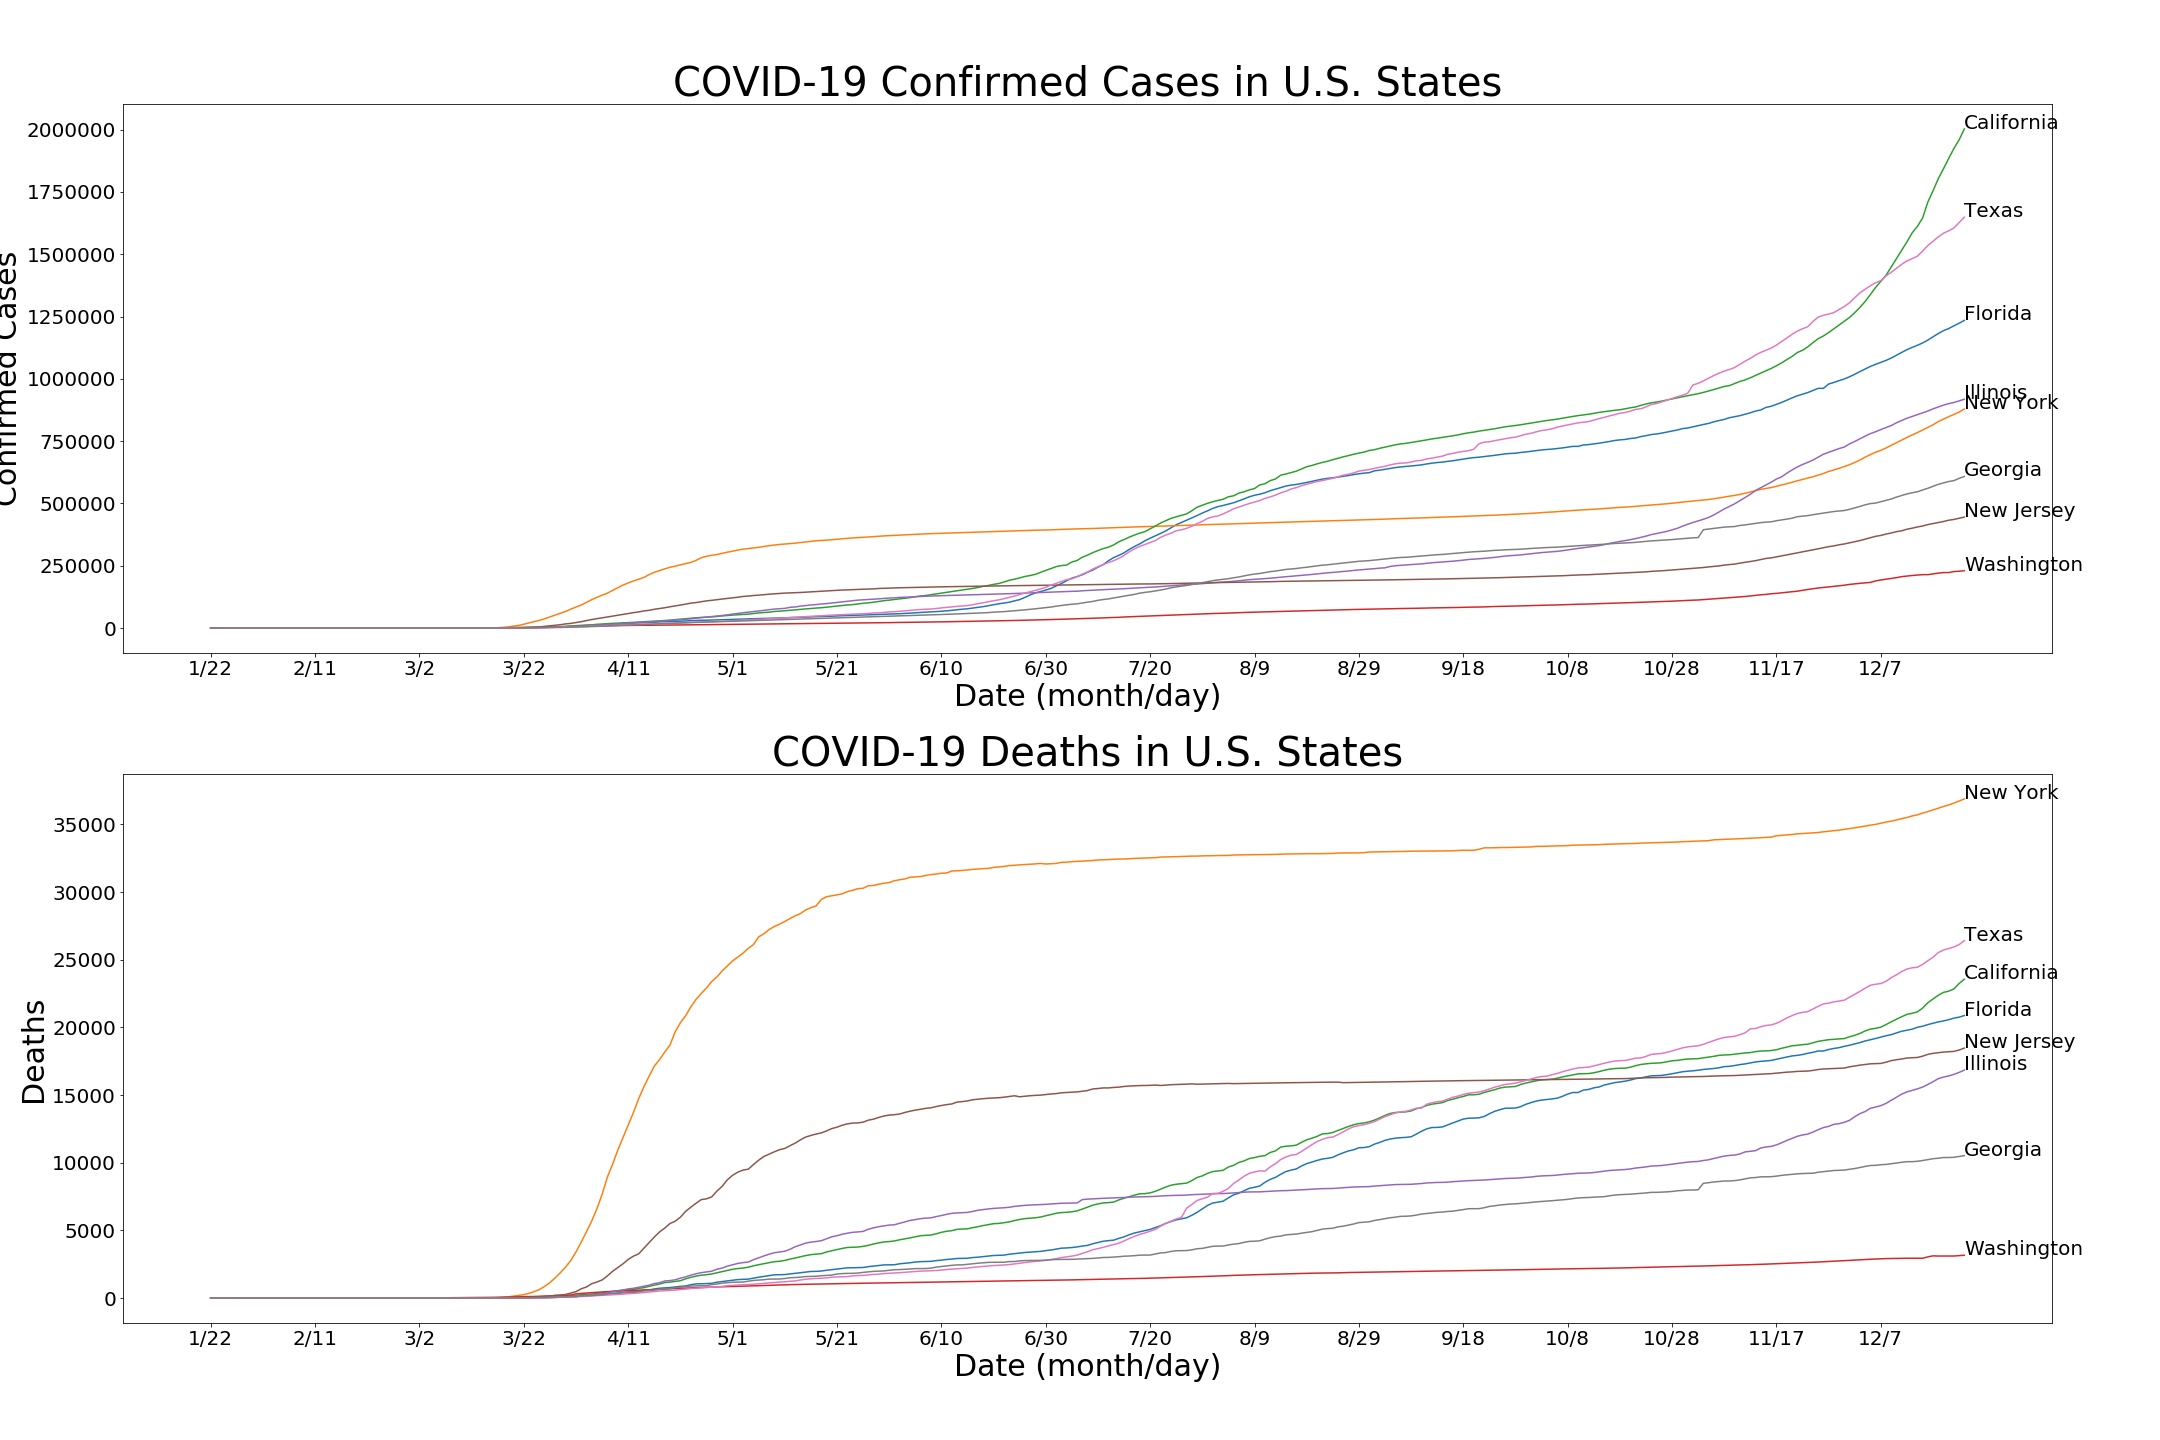 COVID-19 Confirmed Cases in U.S. States
Confirmed Cases
2000000
1750000
1500000
1250000
1000000
750000
500000
250000
0
California
Texas
Florida
Illinois
New York
Georgia
New Jersey
Washington
1/22 2/11 3/2 3/22 4/11 5/1 5/21 6/10 6/30 7/20 8/9 8/29 9/18 10/8 10/28 11/17 12/7
Date (month/day)
COVID-19 Deaths in U.S. States
Deaths
35000
30000
25000
20000
15000
10000
5000
0
New York
Texas
California
Florida
New Jersey
Illinois
Georgia
Washington
1/22 2/11 3/2 3/22 4/11 5/1 5/21 6/10 6/30 7/20 8/9 8/29 9/18 10/8 10/28 11/17 12/7
Date (month/day)